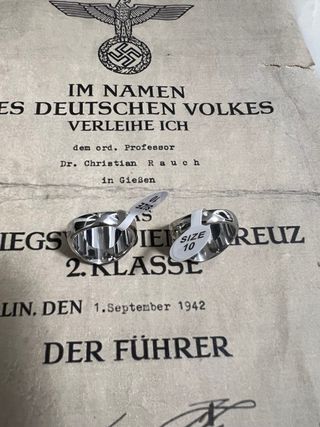 IM NAMEN
ES DEUTSCHEN VOLKES
VERLEIHE ICH
dem ord. Professor
Dr. Christian Rauch
in Gießen
AS
SIZE
10
2. KLASSE
LIN, DEN 1. September 1942
DER FÜHRER